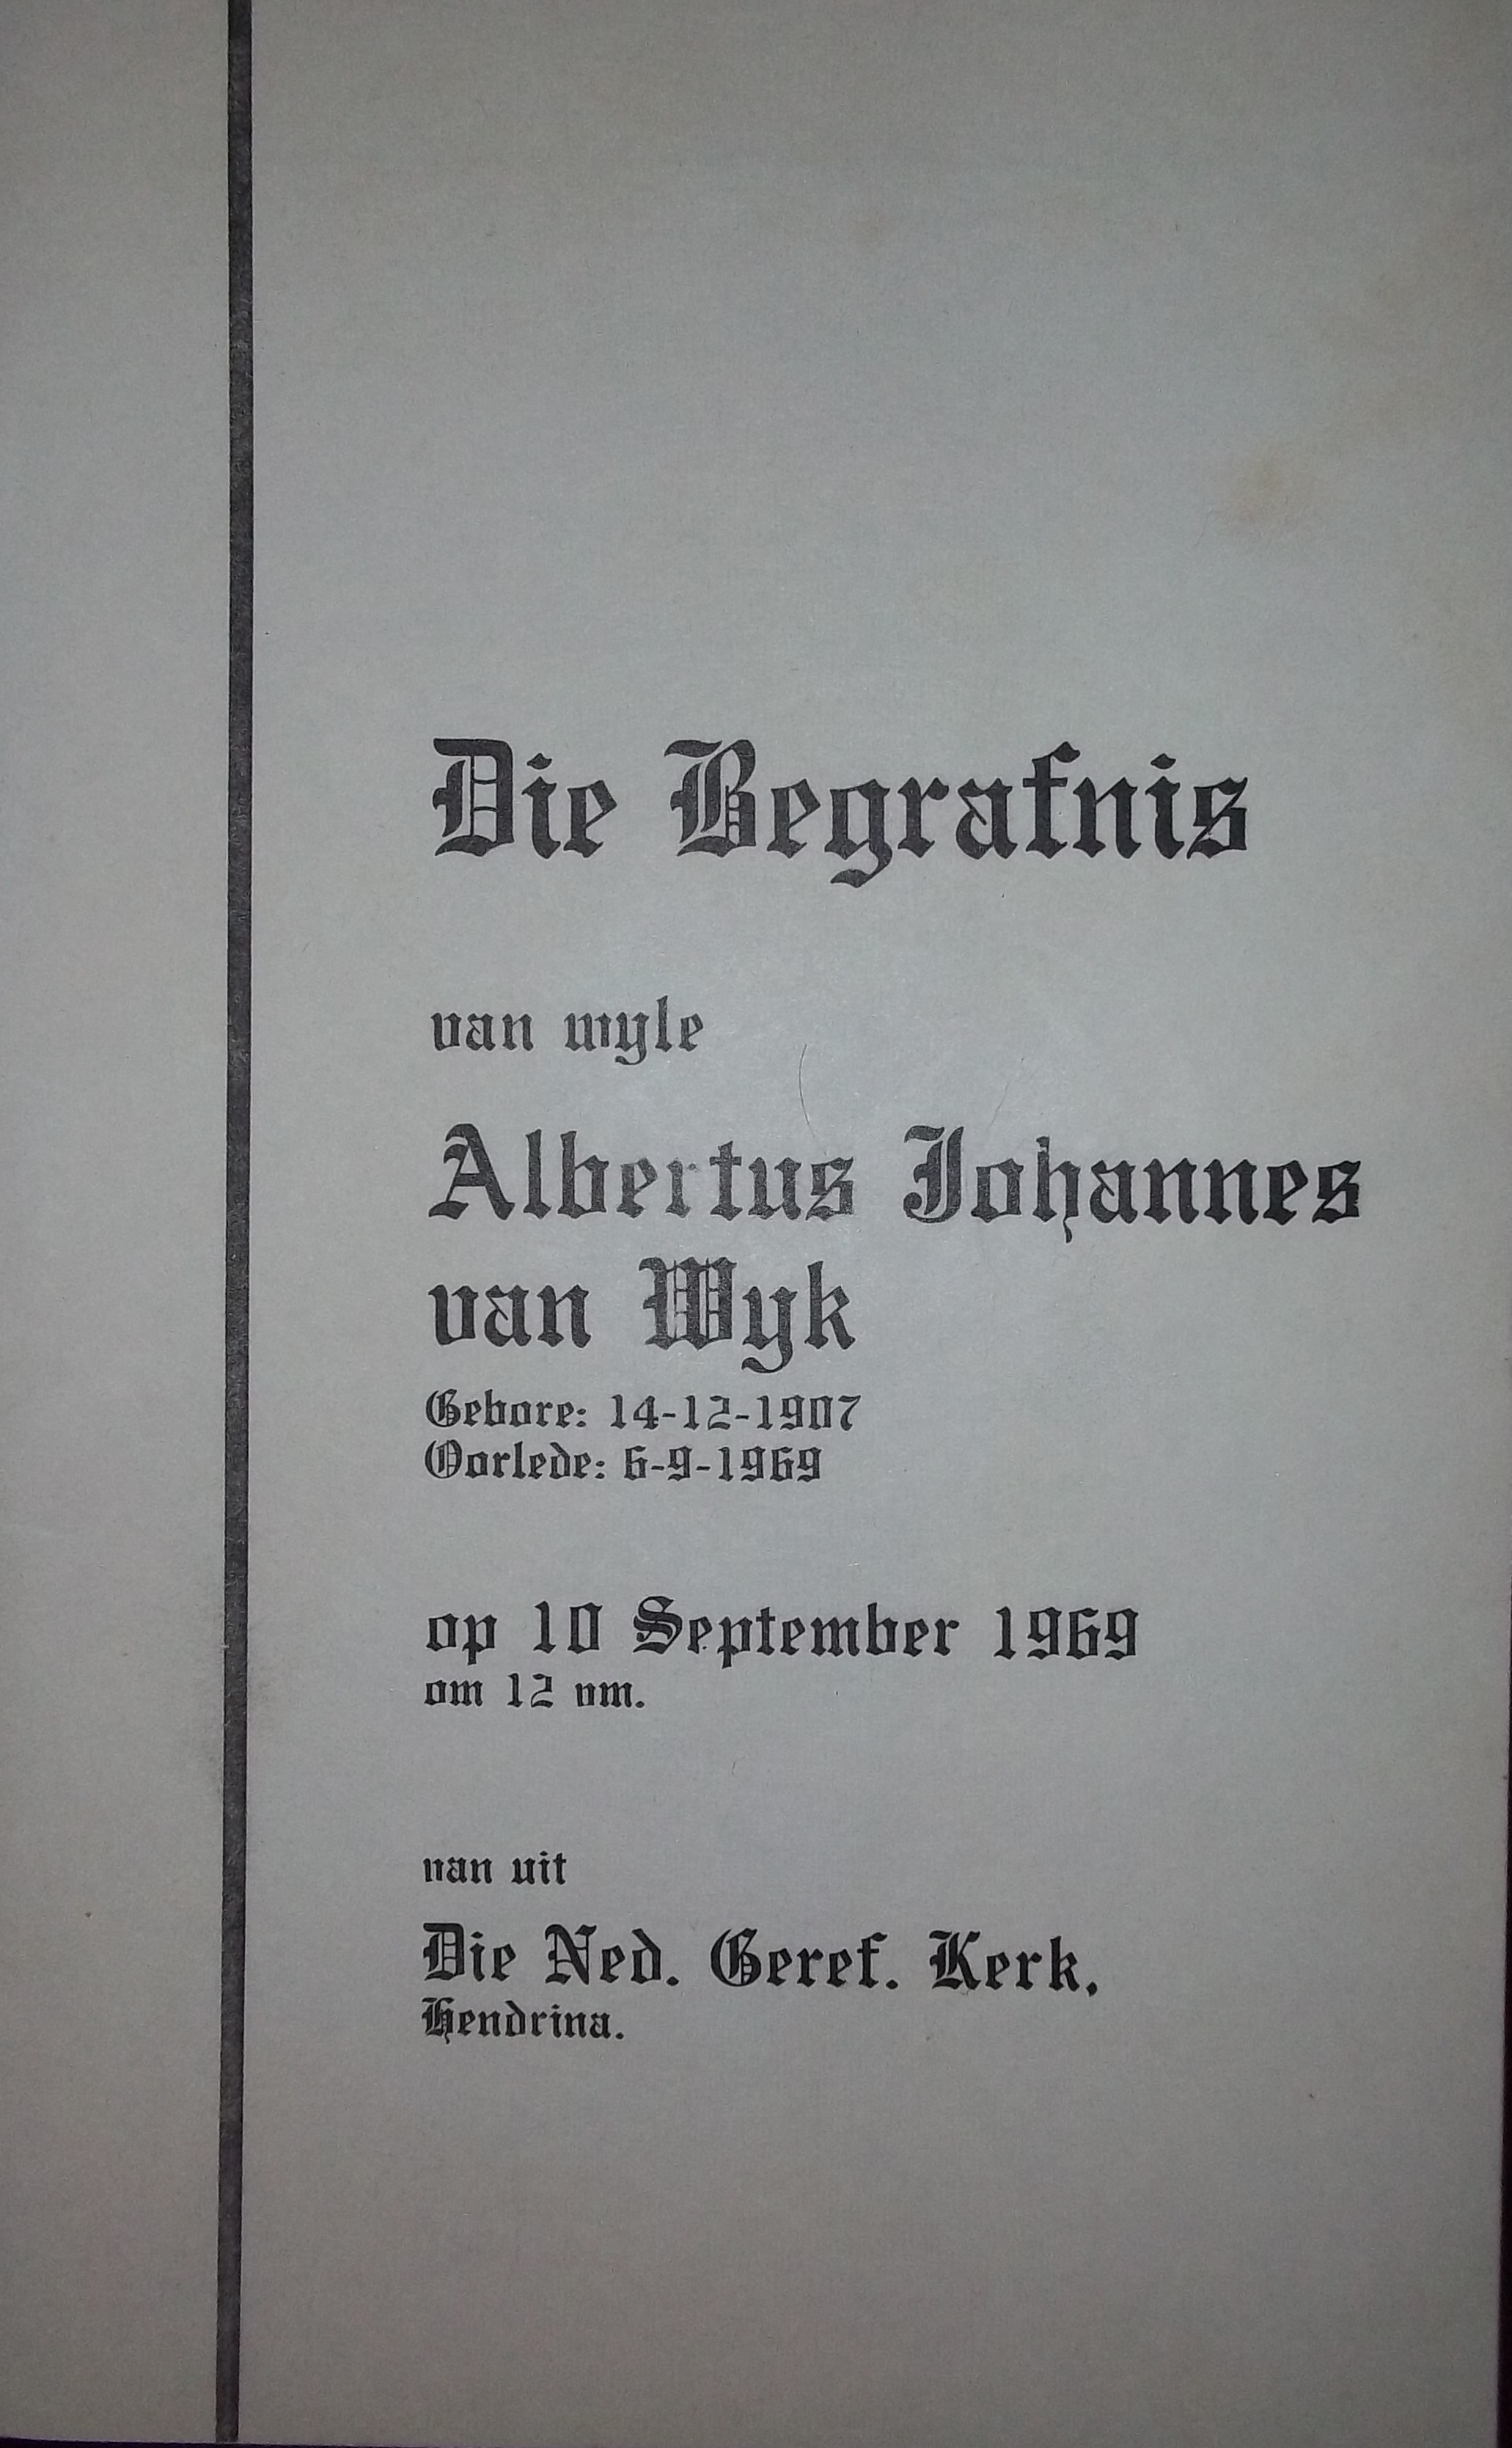 Die Begrafnis
van wyle
Albertus Johannes
van Wyk
Gebore: 14-12-1907
Oorlede: 6-9-1969
op 10 September 1969
om 12 vm.
van uit
Die Ned. Geref. Kerk,
Hendrina.